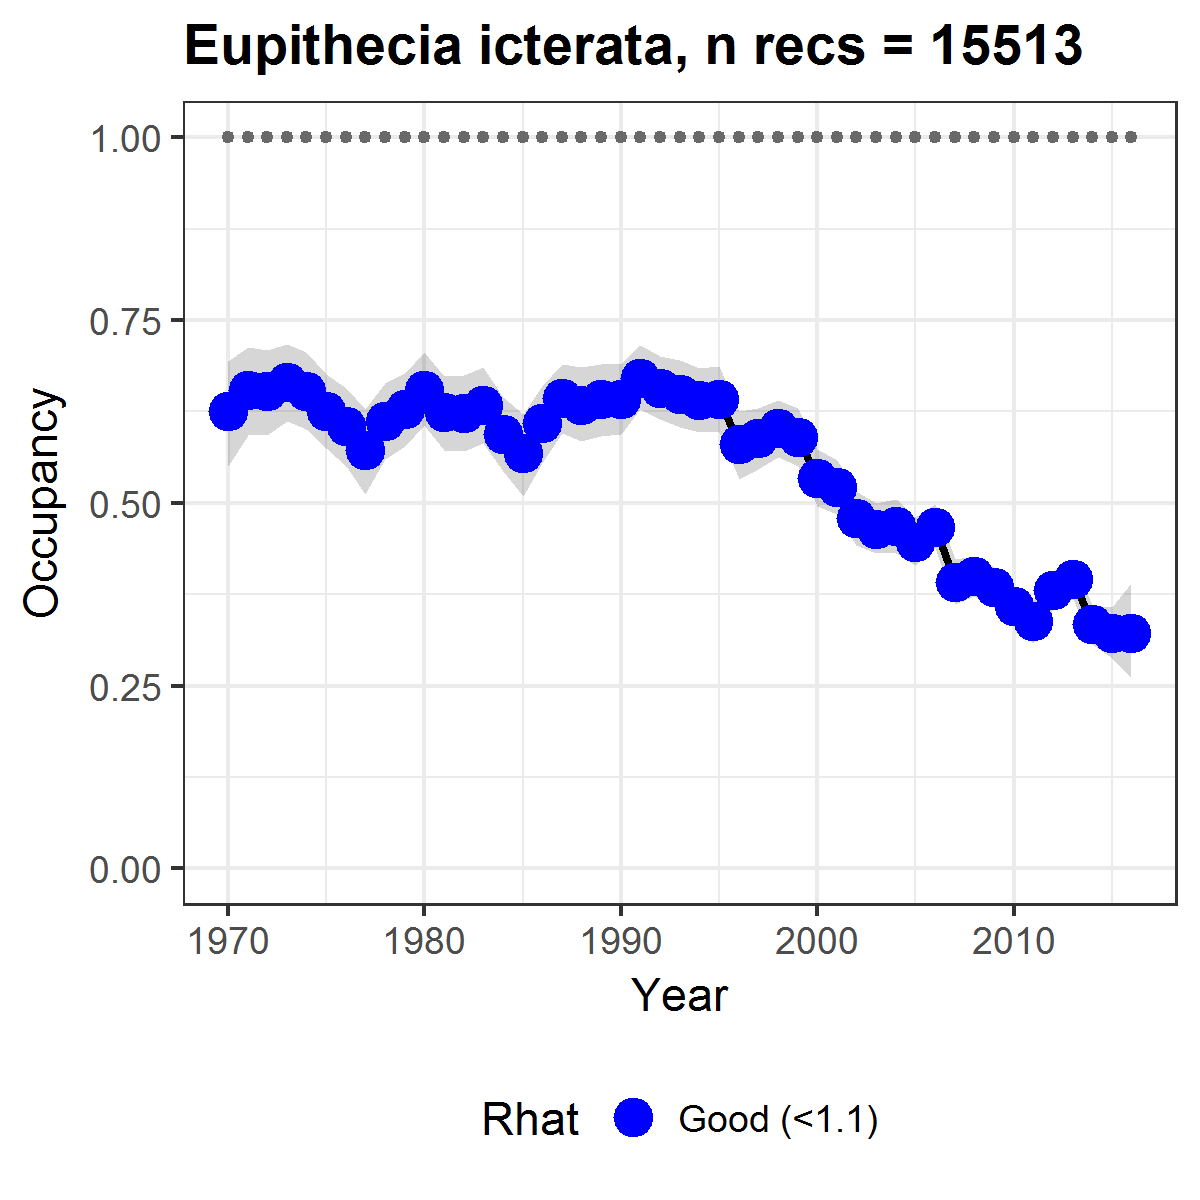 Eupithecia icterata, n recs = 15513
1.00
0.75
0.50
0.25
0.00
Occupancy
1970 1980 1990 2000 2010
Year
Rhat Good (<1.1)